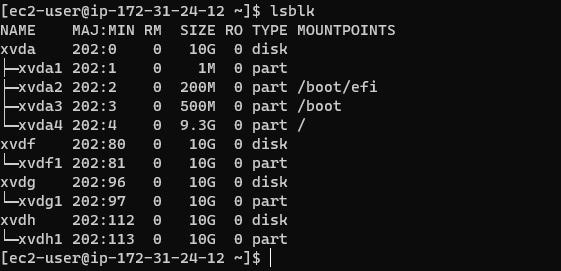 [ec2-user@ip-172-31-24-12 ~]$ lsblk
NAME    MAJ:MIN RM  SIZE RO TYPE MOUNTPOINTS
xvda    202:0    0   10G  0 disk
├─xvda1 202:1    0    1M  0 part
├─xvda2 202:2    0  200M  0 part /boot/efi
├─xvda3 202:3    0  500M  0 part /boot
└─xvda4 202:4    0  9.3G  0 part /
xvdf    202:80   0   10G  0 disk
└─xvdf1 202:81   0   10G  0 part
xvdg    202:96   0   10G  0 disk
└─xvdg1 202:97   0   10G  0 part
xvdh    202:112  0   10G  0 disk
└─xvdh1 202:113  0   10G  0 part
[ec2-user@ip-172-31-24-12 ~]$